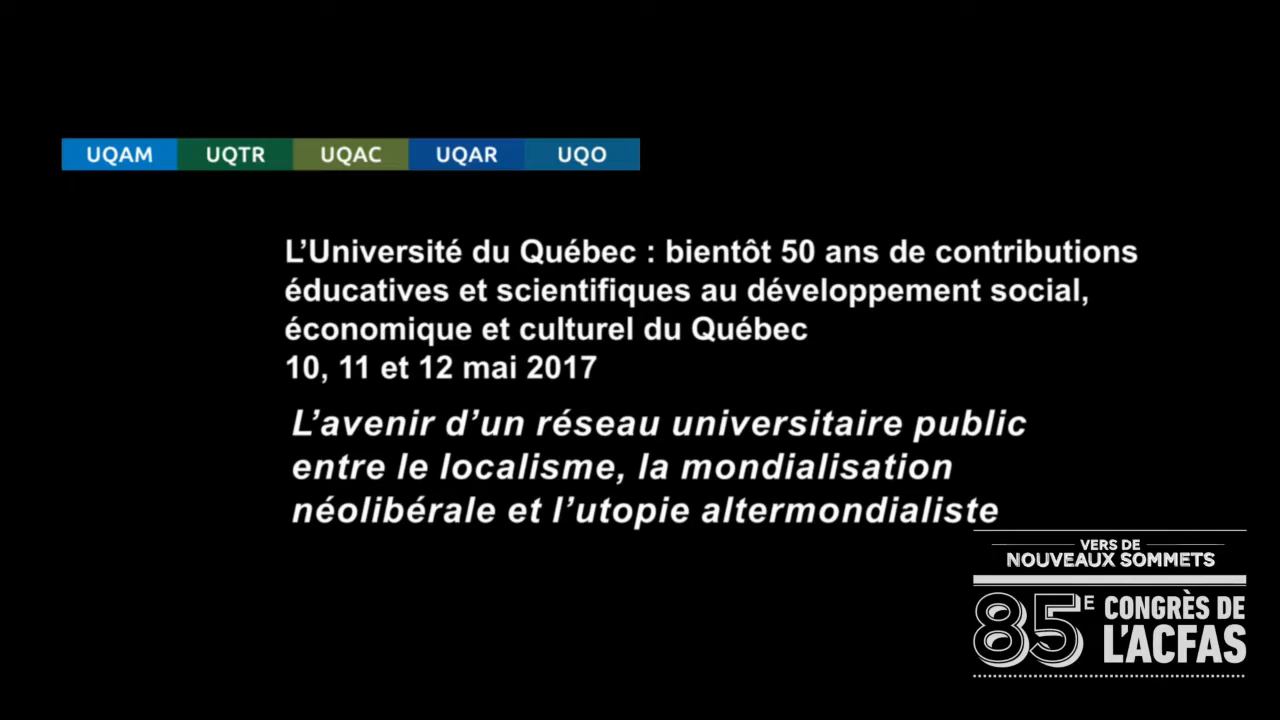 UQAM UQTR UQAC UQAR UQO
L’Université du Québec : bientôt 50 ans de contributions
éducatives et scientifiques au développement social,
économique et culturel du Québec
10, 11 et 12 mai 2017
L’avenir d’un réseau universitaire public
entre le localisme, la mondialisation
néolibérale et l’utopie altermondialiste
VERS DE
NOUVEAUX SOMMETS
85E CONGRÈS DE
L’ACFAS